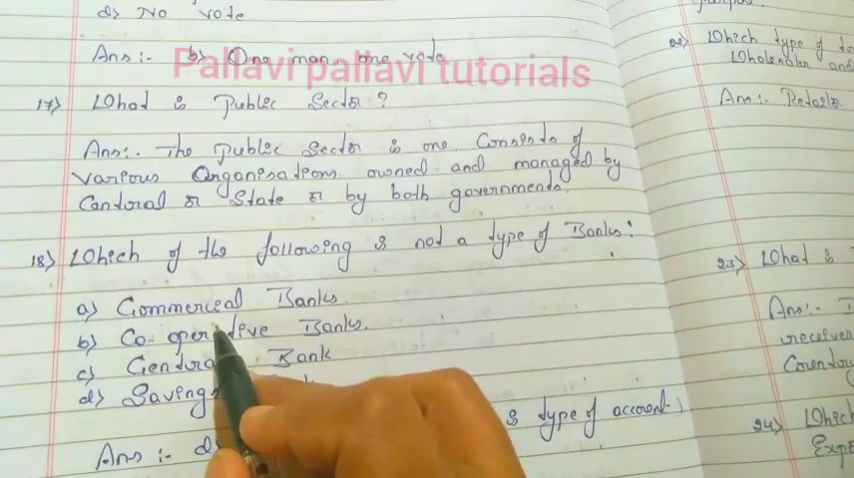 d) No vote
Ans:- b) One man one vote
Pallavi pallavi tutorials
17) What is Public Sector?
Ans:. The Public Sector is one Consists of
various Organisations owned and managed by
Central or State or by both governments.
18) Which of the following is not a type of Banks:
a) Commercial Banks.
b) Co-operative Banks.
c) Central Bank
d) Savings
is type of account)
Ans:- d)
Which type of
Wholesaler and
Ans:- Retailer
23) What is
Ans:-
24) Which